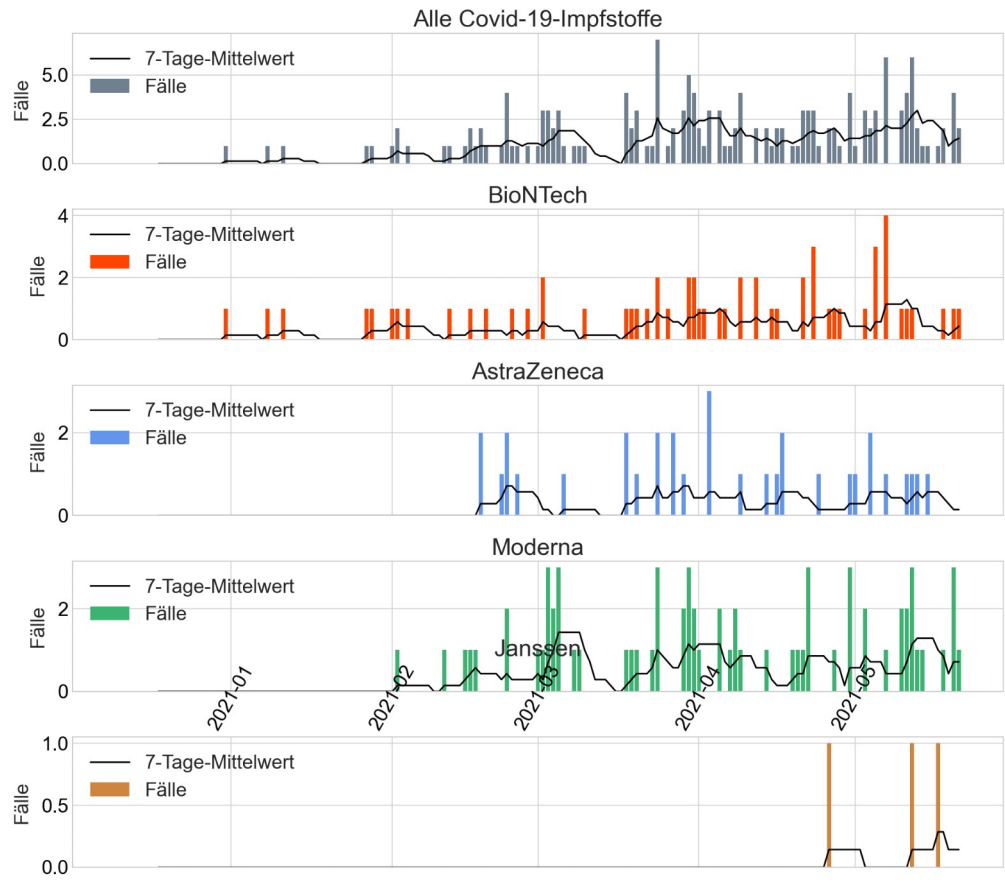 Alle Covid-19-Impfstoffe
7-Tage-Mittelwert
Fälle
Fälle
5.0
2.5
0.0
BioNTech
7-Tage-Mittelwert
Fälle
Fälle
4
2
0
AstraZeneca
7-Tage-Mittelwert
Fälle
Fälle
2
0
Moderna
7-Tage-Mittelwert
Fälle
Fälle
2
0
Janssen
2021-01
2021-02
2021-03
2021-04
2021-05
7-Tage-Mittelwert
Fälle
Fälle
1.0
0.5
0.0